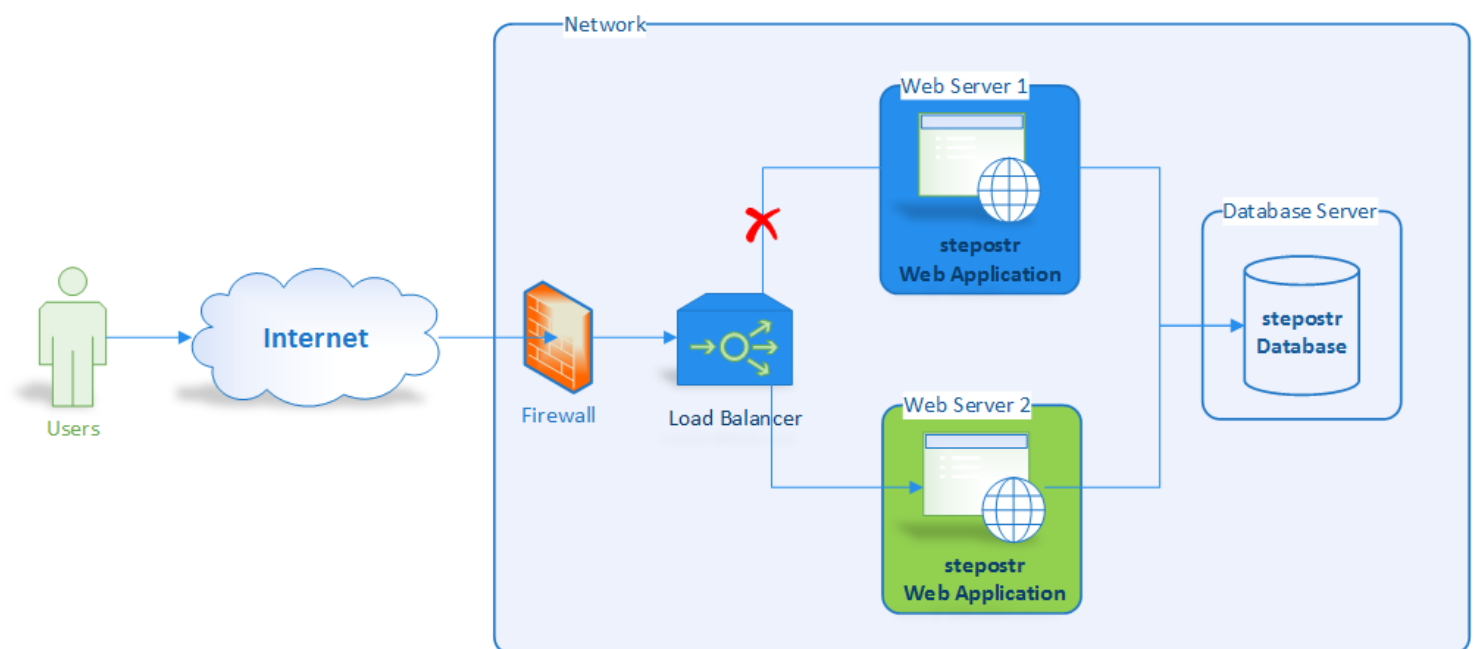 Network
Web Server 1
stepostr
Web Application
Database Server
stepostr
Database
Internet
Users
Firewall
Load Balancer
Web Server 2
stepostr
Web Application